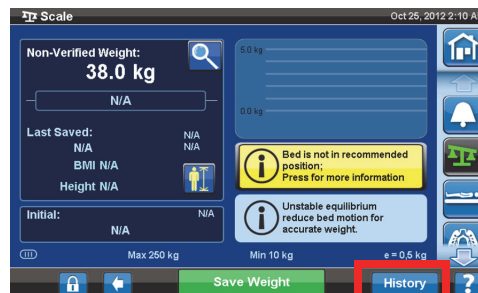 Scale
Oct 25, 2012 2:10 A
Non-Verified Weight:
38.0 kg
N/A
Last Saved:
N/A
N/A
N/A
BMI N/A
Height N/A
Initial:
N/A
N/A
5.0 kg
0.0 kg
Bed is not in recommended
position;
Press for more information
Unstable equilibrium
reduce bed motion for
accurate weight.
Max 250 kg
Min 10 kg
e = 0,5 kg
Save Weight
History
?